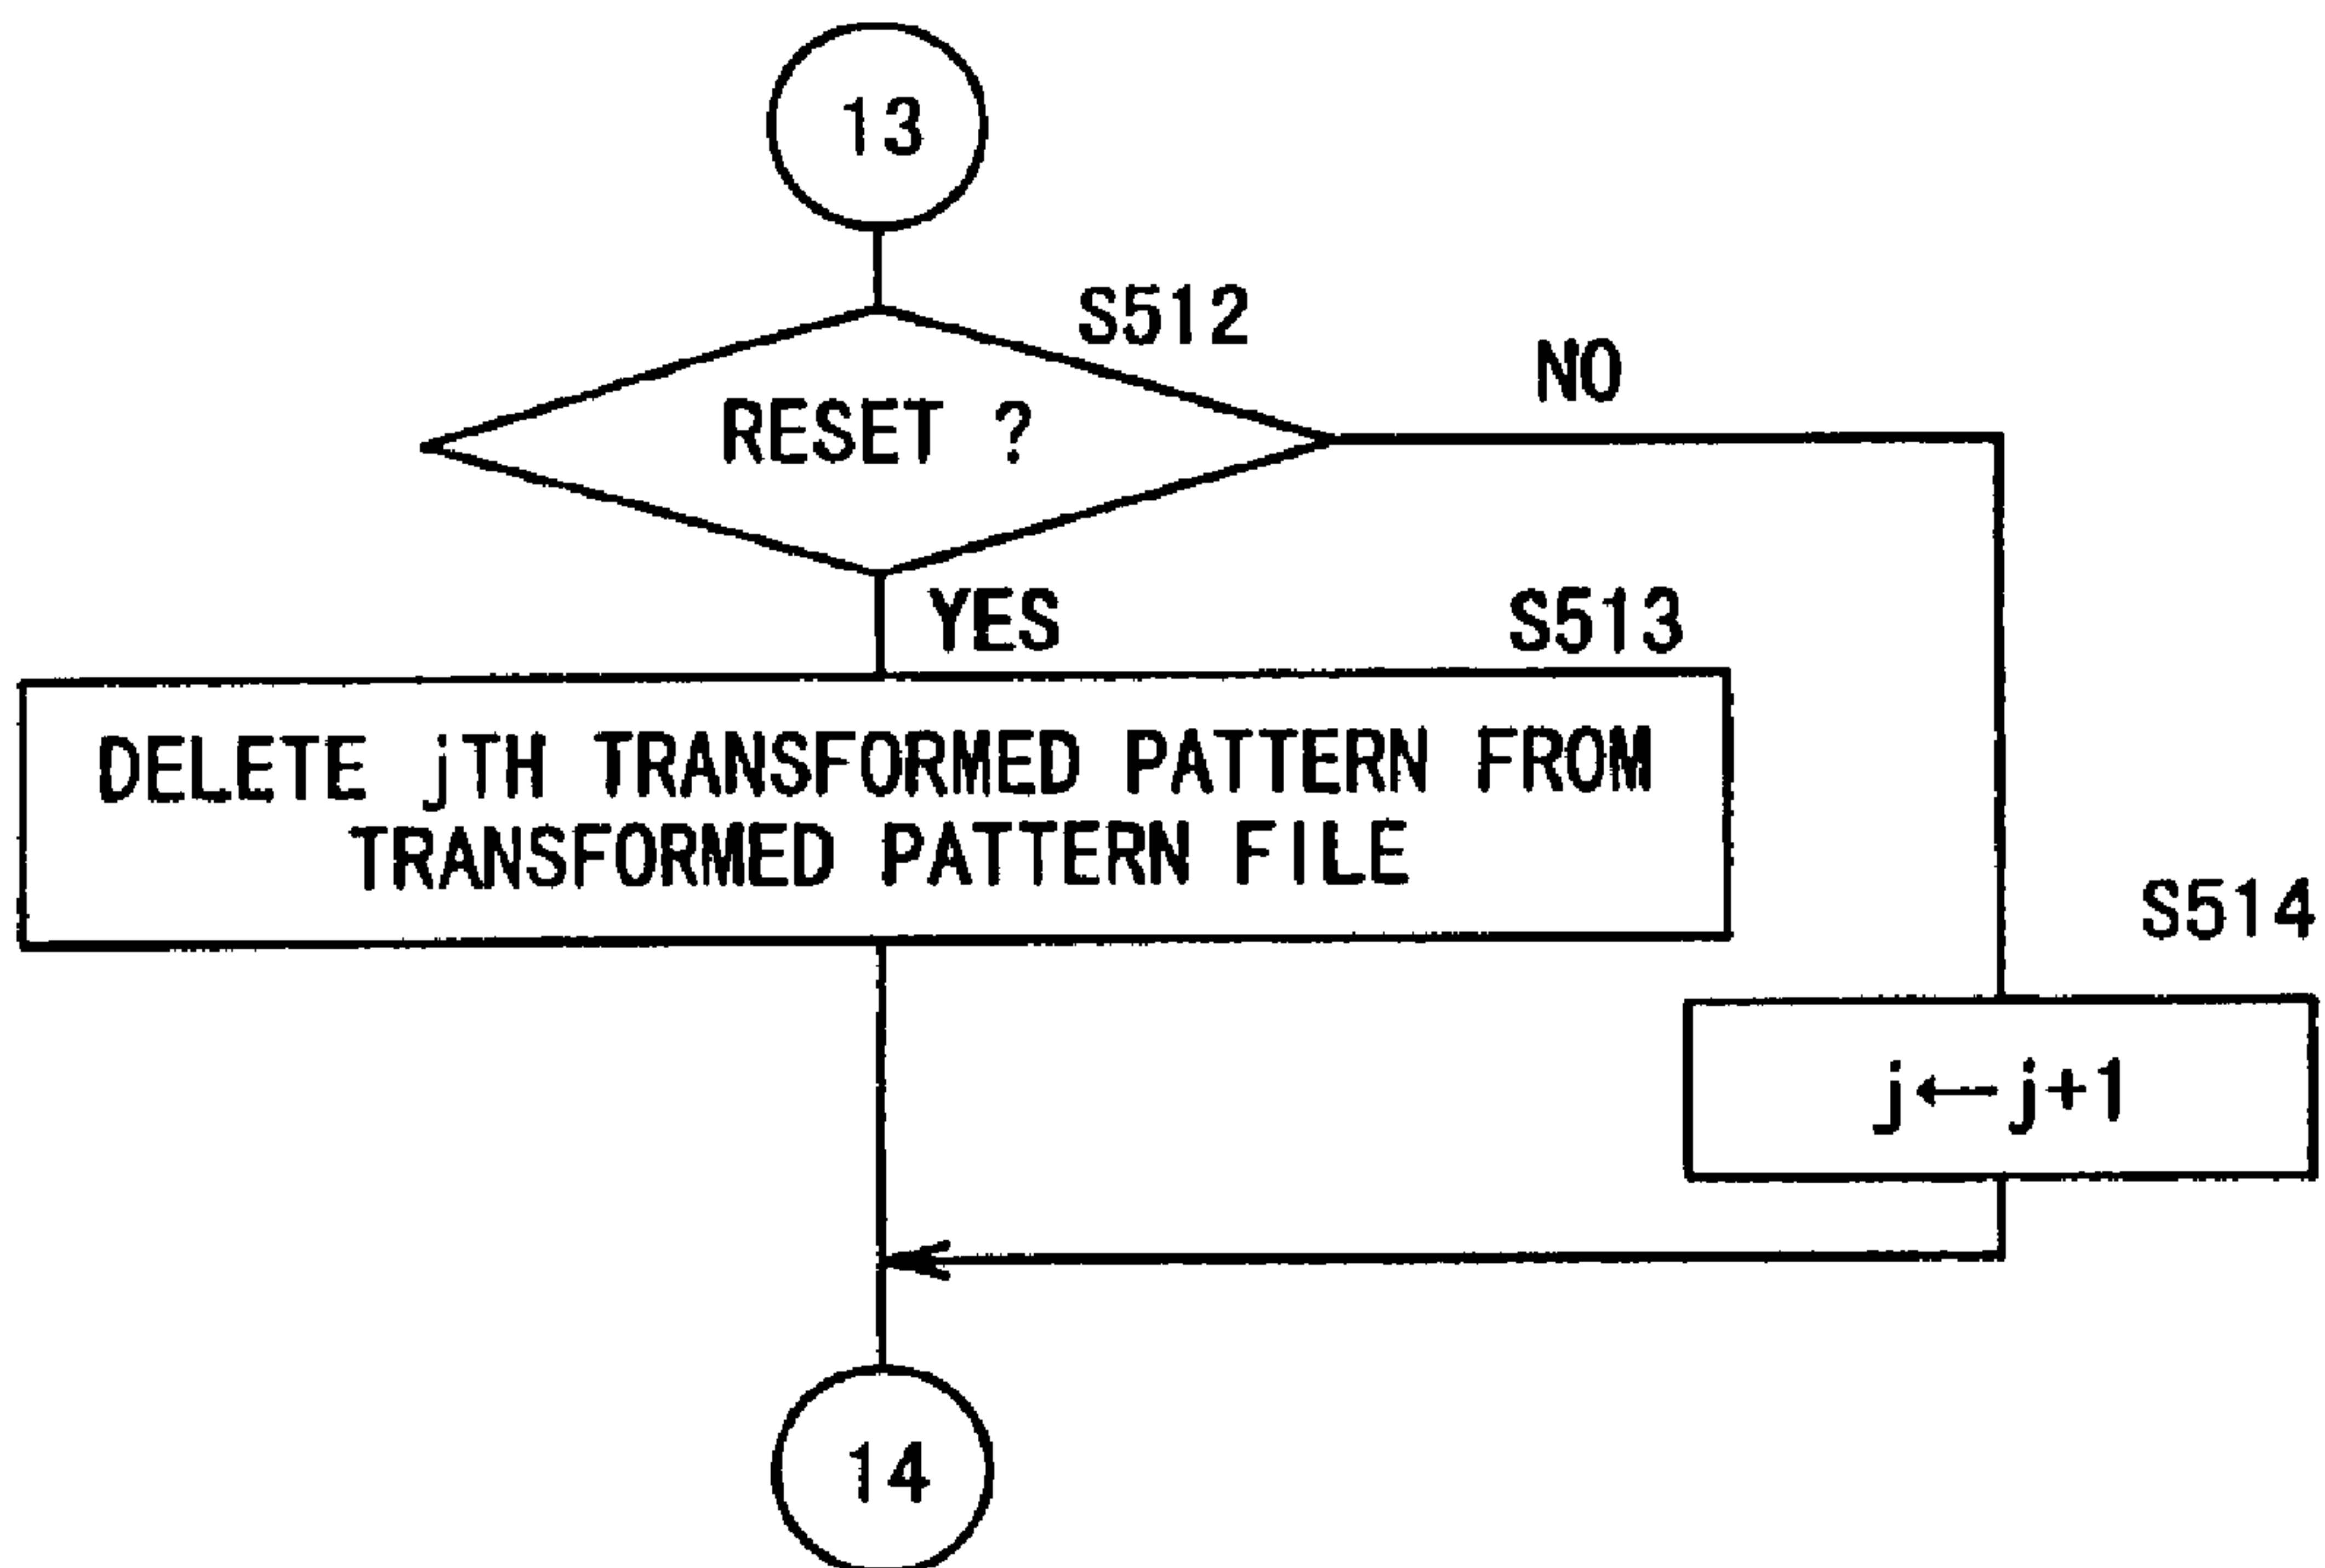 13
S512
RESET ?
NO
YES
S513
DELETE jTH TRANSFORMED PATTERN FROM
TRANSFORMED PATTERN FILE
S514
j←j+1
14